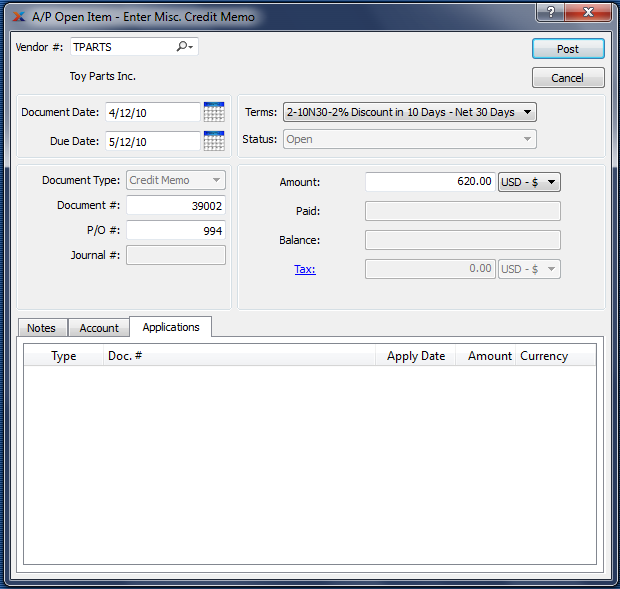 A/P Open Item - Enter Misc. Credit Memo
?
Vendor #: TPARTS
Post
Toy Parts Inc.
Cancel
Document Date: 4/12/10
Terms: 2-10N30-2% Discount in 10 Days - Net 30 Days
Due Date: 5/12/10
Status: Open
Document Type: Credit Memo
Amount: 620.00 USD - $
Document #: 39002
Paid:
P/O #: 994
Balance:
Journal #:
Tax: 0.00 USD - $
Notes Account Applications
Type Doc. # Apply Date Amount Currency